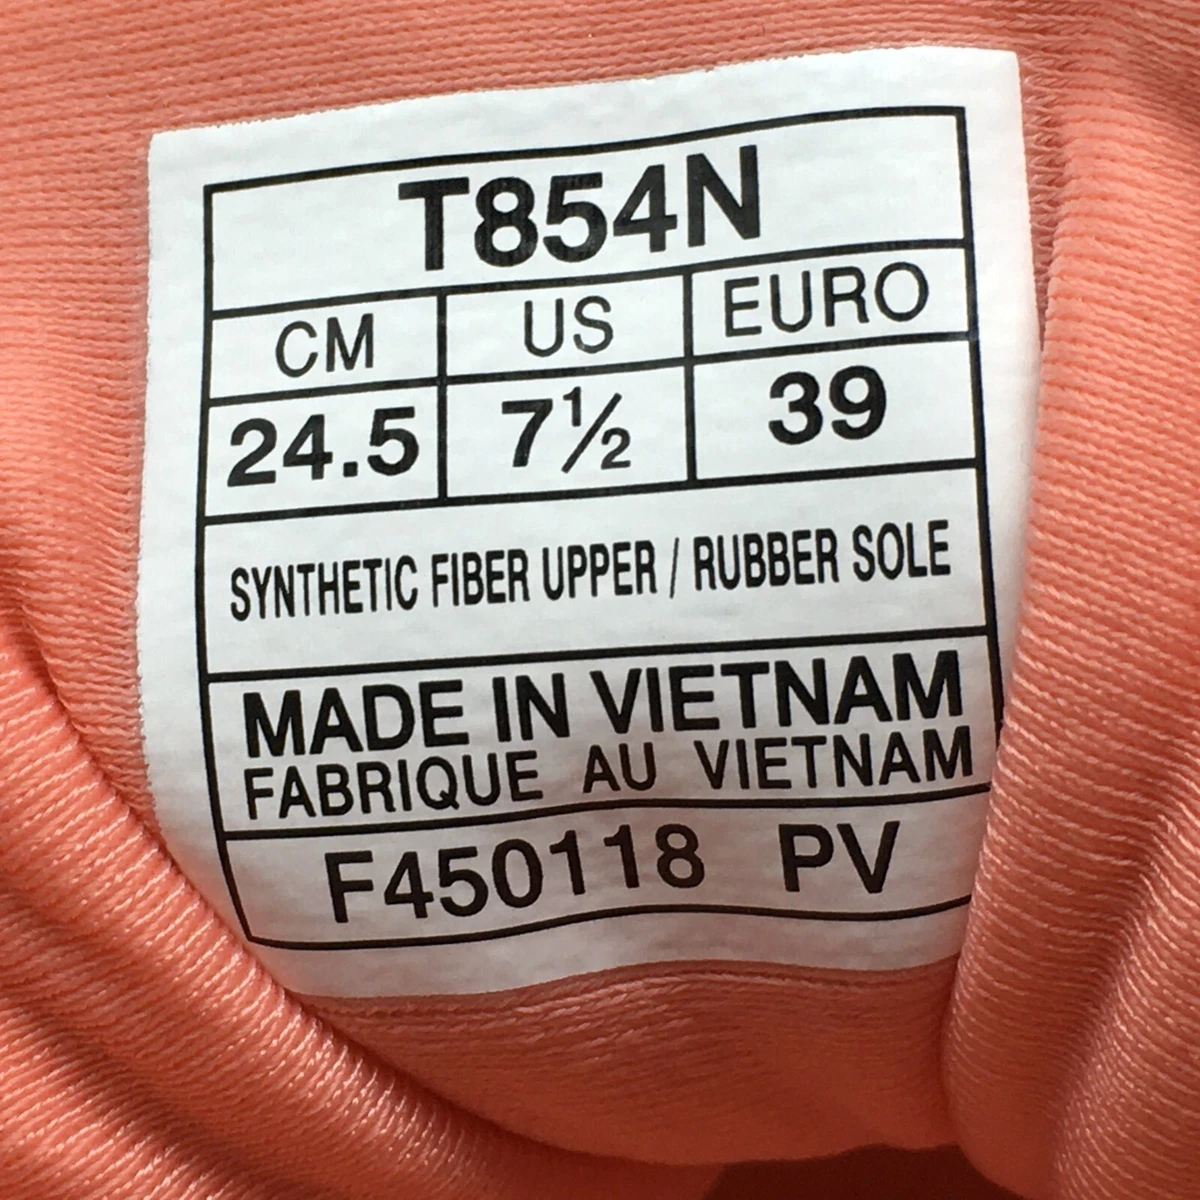 T854N
CM US EURO
24.5 7½ 39
SYNTHETIC FIBER UPPER / RUBBER SOLE
MADE IN VIETNAM
FABRIQUE AU VIETNAM
F450118 PV